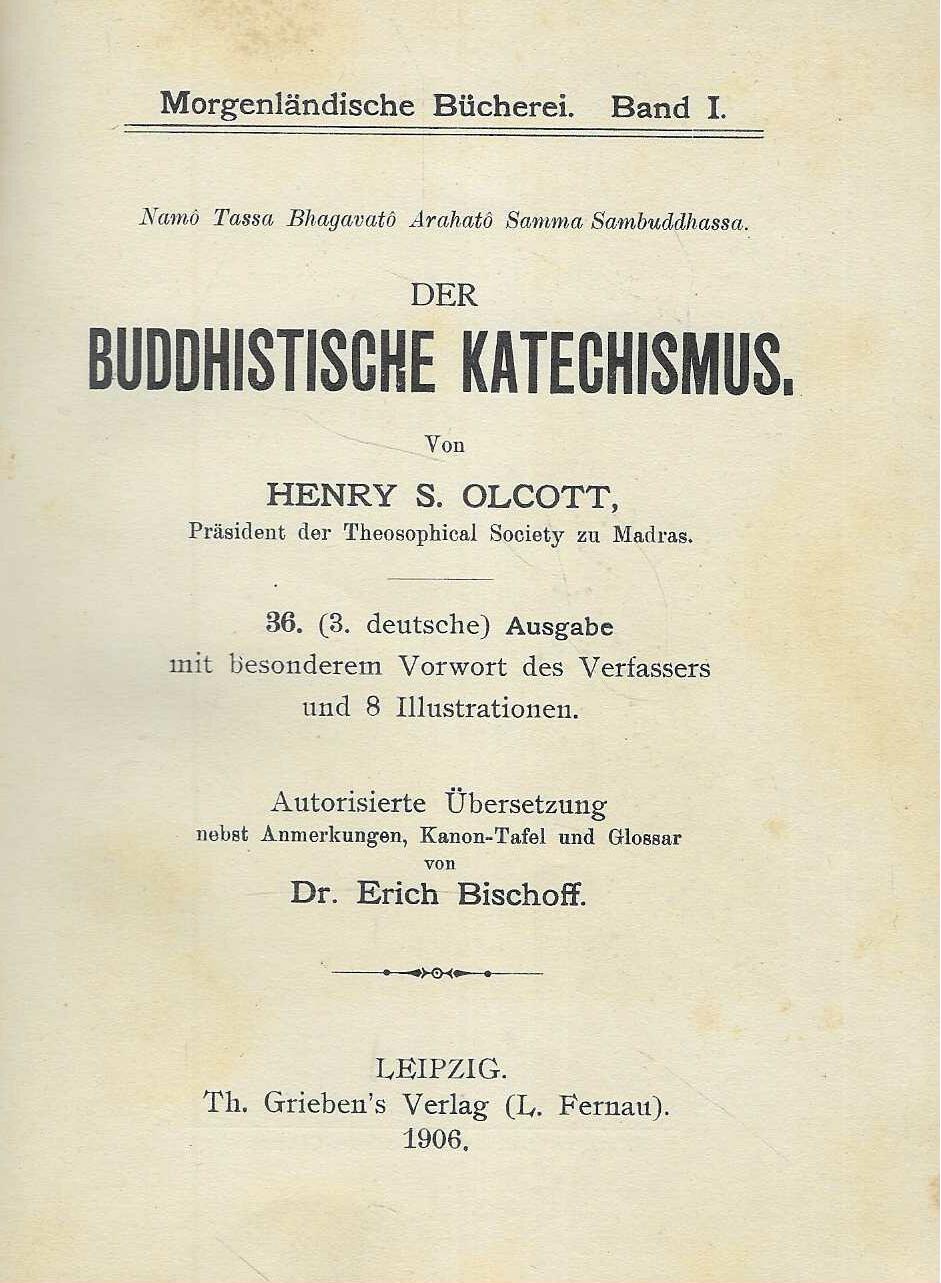 Morgenländische Bücherei. Band I.
Namô Tassa Bhagavatô Arahatô Samma Sambuddhassa.
DER
BUDDHISTISCHE KATECHISMUS.
Von
HENRY S. OLCOTT,
Präsident der Theosophical Society zu Madras.
36. (3. deutsche) Ausgabe
mit besonderem Vorwort des Verfassers
und 8 Illustrationen.
Autorisierte Übersetzung
nebst Anmerkungen, Kanon-Tafel und Glossar
von
Dr. Erich Bischoff.
LEIPZIG.
Th. Grieben's Verlag (L. Fernau).
1906.